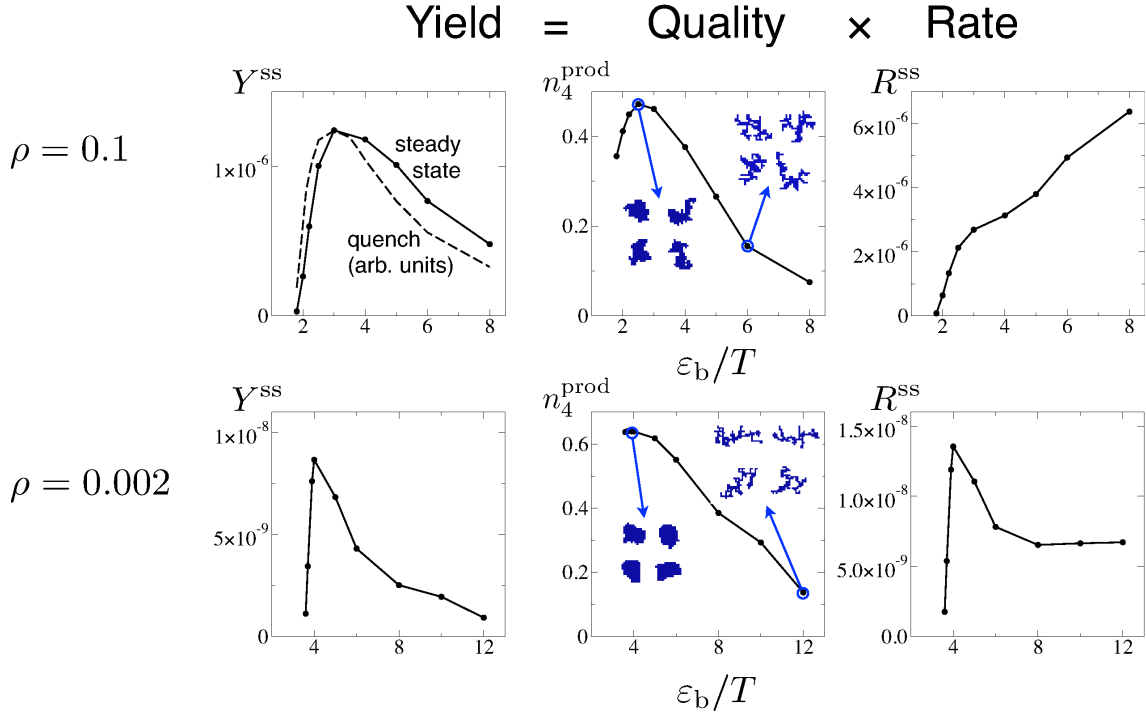 Yield = Quality × Rate
ρ = 0.1
Y^ss
1×10^-6
0
2 4 6 8
steady
state
quench
(arb. units)
n_4^prod
0.4
0.2
0
2 4 6 8
ε_b/T
R^ss
6×10^-6
4×10^-6
2×10^-6
0
2 4 6 8
ρ = 0.002
Y^ss
1×10^-8
5×10^-9
0
4 8 12
n_4^prod
0.6
0.4
0.2
0
4 8 12
ε_b/T
R^ss
1.5×10^-8
1.0×10^-8
5.0×10^-9
0.0
4 8 12